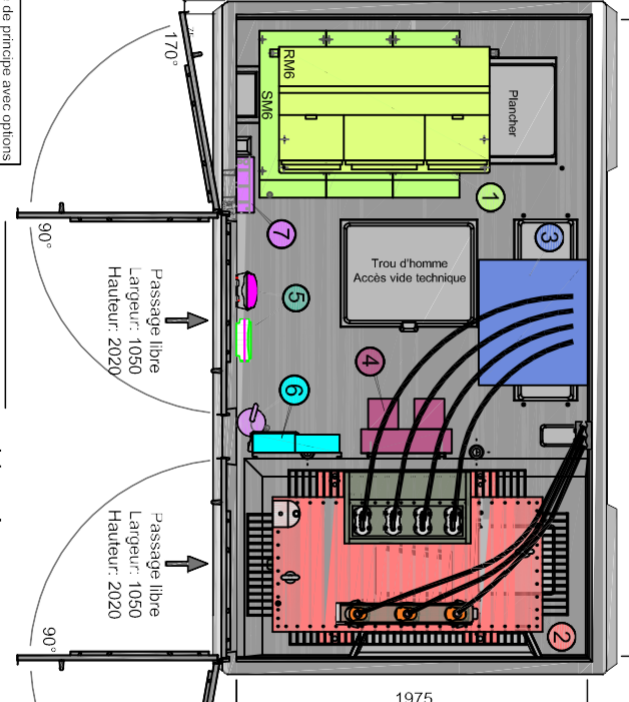 de principe avec options
170°
RM6
SM6
Plancher
1
3
7
Trou d'homme
Accès vide technique
90°
Passage libre
Largeur: 1050
Hauteur: 2020
5
4
6
Passage libre
Largeur: 1050
Hauteur: 2020
90°
2
1975